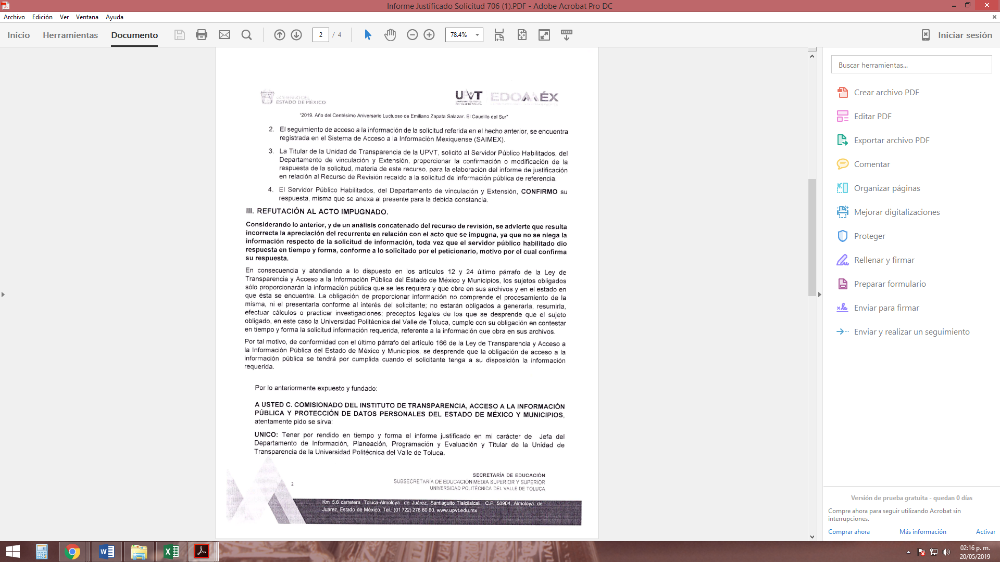 Informe Justificado Solicitud 706 (1).PDF - Adobe Acrobat Pro DC
Archivo Edición Ver Ventana Ayuda
Inicio Herramientas Documento 2 / 4 78.4% Iniciar sesión
GOBIERNO DEL
ESTADO DE MÉXICO
UPVT EDOMÉX
UNIVERSIDAD POLITÉCNICA
DEL VALLE DE TOLUCA
"2019. Año del Centésimo Aniversario Luctuoso de Emiliano Zapata Salazar. El Caudillo del Sur"
2. El seguimiento de acceso a la información de la solicitud referida en el hecho anterior, se encuentra
registrada en el Sistema de Acceso a la Información Mexiquense (SAIMEX).
3. La Titular de la Unidad de Transparencia de la UPVT, solicitó al Servidor Público Habilitados, del
Departamento de vinculación y Extensión, proporcionar la confirmación o modificación de la
respuesta de la solicitud, materia de este recurso, para la elaboración del informe de justificación
en relación al Recurso de Revisión recaído a la solicitud de información pública de referencia.
4. El Servidor Público Habilitados, del Departamento de vinculación y Extensión, CONFIRMO su
respuesta, misma que se anexa al presente para la debida constancia.
III. REFUTACIÓN AL ACTO IMPUGNADO.
Considerando lo anterior, y de un análisis concatenado del recurso de revisión, se advierte que resulta
incorrecta la apreciación del recurrente en relación con el acto que se impugna, ya que no se niega la
información respecto de la solicitud de información, toda vez que el servidor público habilitado dio
respuesta en tiempo y forma, conforme a lo solicitado por el peticionario, motivo por el cual confirma
su respuesta.
En consecuencia y atendiendo a lo dispuesto en los artículos 12 y 24 último párrafo de la Ley de
Transparencia y Acceso a la Información Pública del Estado de México y Municipios, los sujetos obligados
sólo proporcionarán la información pública que se les requiera y que obre en sus archivos y en el estado en
que ésta se encuentre. La obligación de proporcionar información no comprende el procesamiento de la
misma, ni el presentarla conforme al interés del solicitante; no estarán obligados a generarla, resumirla,
efectuar cálculos o practicar investigaciones; preceptos legales de los que se desprende que el sujeto
obligado, en este caso la Universidad Politécnica del Valle de Toluca, cumple con su obligación en contestar
en tiempo y forma la solicitud información requerida, referente a la información que obra en sus archivos.
Por tal motivo, de conformidad con el último párrafo del artículo 166 de la Ley de Transparencia y Acceso a
la Información Pública del Estado de México y Municipios, se desprende que la obligación de acceso a la
información pública se tendrá por cumplida cuando el solicitante tenga a su disposición la información
requerida.
Por lo anteriormente expuesto y fundado:
A USTED C. COMISIONADO DEL INSTITUTO DE TRANSPARENCIA, ACCESO A LA INFORMACIÓN
PÚBLICA Y PROTECCIÓN DE DATOS PERSONALES DEL ESTADO DE MÉXICO Y MUNICIPIOS,
atentamente pido se sirva:
UNICO: Tener por rendido en tiempo y forma el informe justificado en mi carácter de Jefa del
Departamento de Información, Planeación, Programación y Evaluación y Titular de la Unidad de
Transparencia de la Universidad Politécnica del Valle de Toluca.
SECRETARÍA DE EDUCACIÓN
SUBSECRETARÍA DE EDUCACIÓN MEDIA SUPERIOR Y SUPERIOR
UNIVERSIDAD POLITÉCNICA DEL VALLE DE TOLUCA
2
Km 5.6 carretera Toluca-Almoloya de Juárez, Santiaguito Tlalcilalcali, C.P. 50904, Almoloya de
Juárez, Estado de México. Tel.: (01 722) 276 60 60. www.upvt.edu.mx
Buscar herramientas...
Crear archivo PDF
Editar PDF
Exportar archivo PDF
Comentar
Organizar páginas
Mejorar digitalizaciones
Proteger
Rellenar y firmar
Preparar formulario
Enviar para firmar
Enviar y realizar un seguimiento
Versión de prueba gratuita - quedan 0 días
Compre ahora para seguir utilizando Acrobat sin
interrupciones.
Comprar ahora Más información Activar
02:16 p. m.
20/05/2019